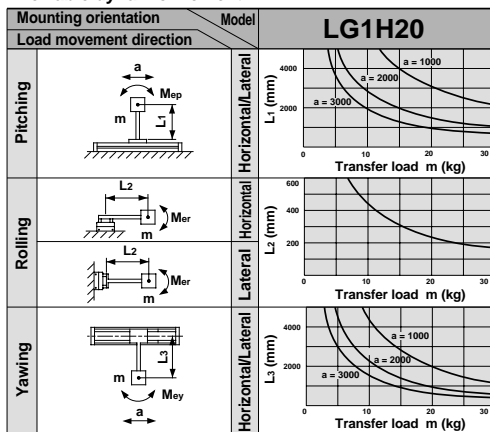 Mounting orientation
Model
Load movement direction
LG1H20
Pitching
a
Mep
m
L1
Horizontal/Lateral
L1 (mm)
4000
2000
a = 1000
a = 2000
a = 3000
0 10 20 30
Transfer load m (kg)
Rolling
L2
Mer
m
Horizontal
L2
Mer
m
Lateral
L2 (mm)
600
400
200
0 10 20 30
Transfer load m (kg)
Yawing
L3
m
Mey
a
Horizontal/Lateral
L3 (mm)
4000
2000
a = 1000
a = 2000
a = 3000
0 10 20 30
Transfer load m (kg)